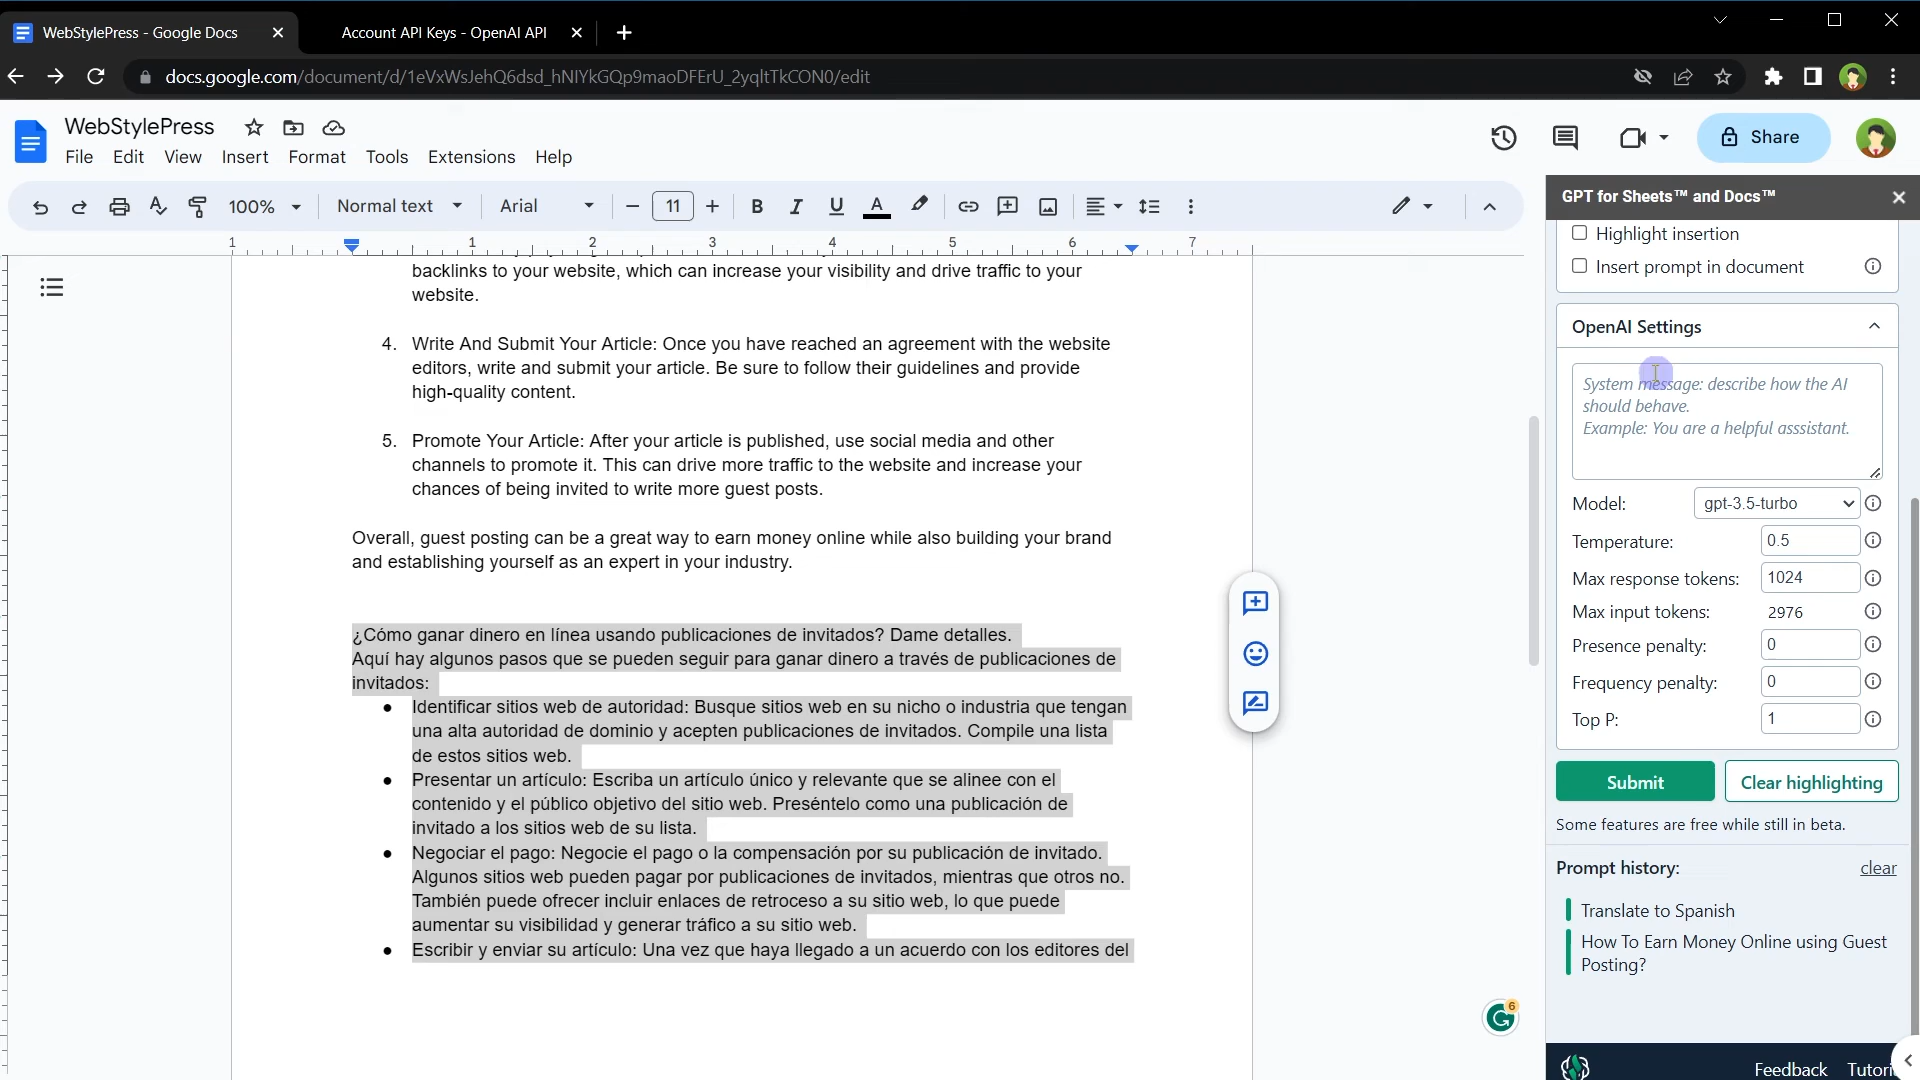 WebStylePress - Google Docs
Account API Keys - OpenAI API
docs.google.com/document/d/1eVxWsJehQ6dsd_hNIYkGQp9maoDFErU_2yqltTkCON0/edit
WebStylePress
File Edit View Insert Format Tools Extensions Help
Share
100% Normal text Arial 11
GPT for Sheets™ and Docs™
1 1 2 3 4 5 6 7
Highlight insertion
Insert prompt in document
backlinks to your website, which can increase your visibility and drive traffic to your
website.
4. Write And Submit Your Article: Once you have reached an agreement with the website
editors, write and submit your article. Be sure to follow their guidelines and provide
high-quality content.
5. Promote Your Article: After your article is published, use social media and other
channels to promote it. This can drive more traffic to the website and increase your
chances of being invited to write more guest posts.
Overall, guest posting can be a great way to earn money online while also building your brand
and establishing yourself as an expert in your industry.
¿Cómo ganar dinero en línea usando publicaciones de invitados? Dame detalles.
Aquí hay algunos pasos que se pueden seguir para ganar dinero a través de publicaciones de
invitados:
● Identificar sitios web de autoridad: Busque sitios web en su nicho o industria que tengan
una alta autoridad de dominio y acepten publicaciones de invitados. Compile una lista
de estos sitios web.
● Presentar un artículo: Escriba un artículo único y relevante que se alinee con el
contenido y el público objetivo del sitio web. Preséntelo como una publicación de
invitado a los sitios web de su lista.
● Negociar el pago: Negocie el pago o la compensación por su publicación de invitado.
Algunos sitios web pueden pagar por publicaciones de invitados, mientras que otros no.
También puede ofrecer incluir enlaces de retroceso a su sitio web, lo que puede
aumentar su visibilidad y generar tráfico a su sitio web.
● Escribir y enviar su artículo: Una vez que haya llegado a un acuerdo con los editores del
OpenAI Settings
System message: describe how the AI
should behave.
Example: You are a helpful asssistant.
Model: gpt-3.5-turbo
Temperature: 0.5
Max response tokens: 1024
Max input tokens: 2976
Presence penalty: 0
Frequency penalty: 0
Top P: 1
Submit Clear highlighting
Some features are free while still in beta.
Prompt history: clear
Translate to Spanish
How To Earn Money Online using Guest
Posting?
6
Feedback Tutori